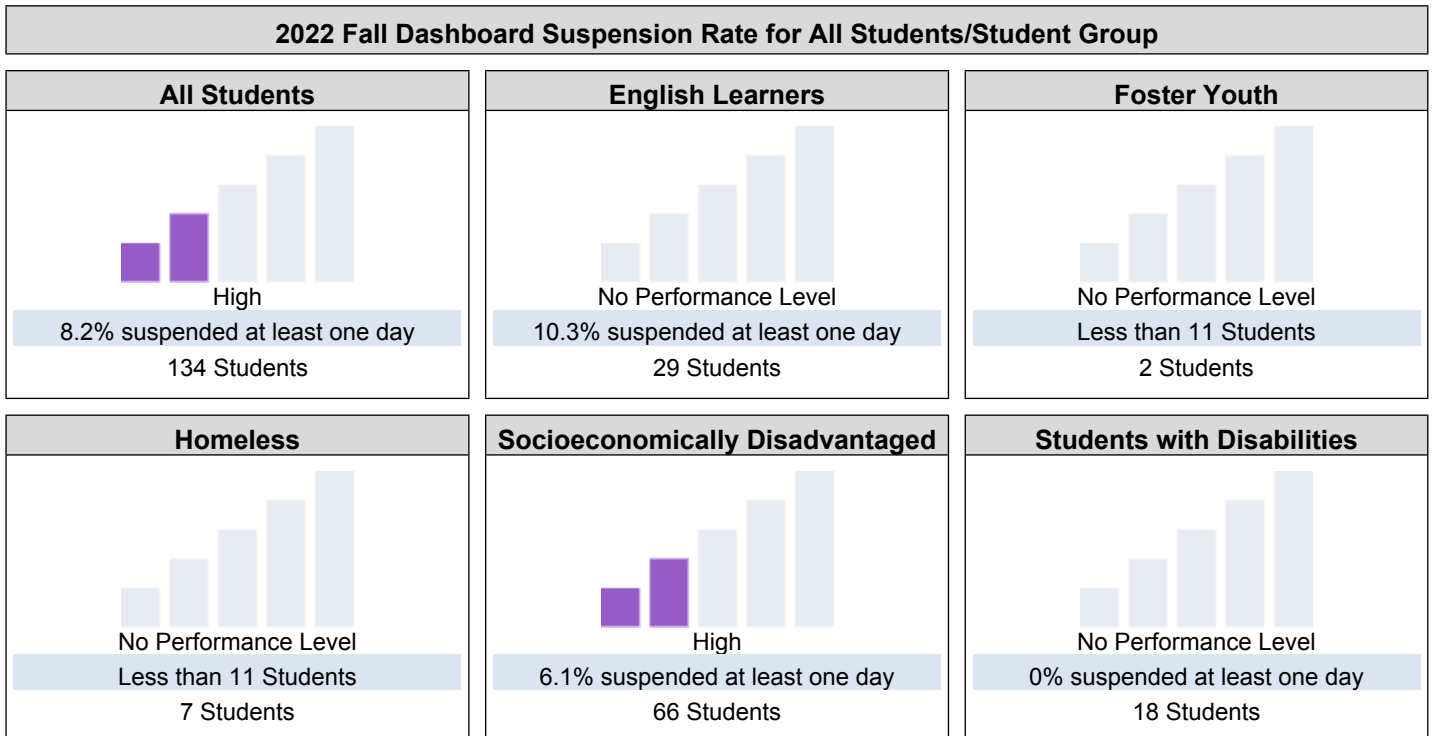 2022 Fall Dashboard Suspension Rate for All Students/Student Group
All Students
High
8.2% suspended at least one day
134 Students
English Learners
No Performance Level
10.3% suspended at least one day
29 Students
Foster Youth
No Performance Level
Less than 11 Students
2 Students
Homeless
No Performance Level
Less than 11 Students
7 Students
Socioeconomically Disadvantaged
High
6.1% suspended at least one day
66 Students
Students with Disabilities
No Performance Level
0% suspended at least one day
18 Students